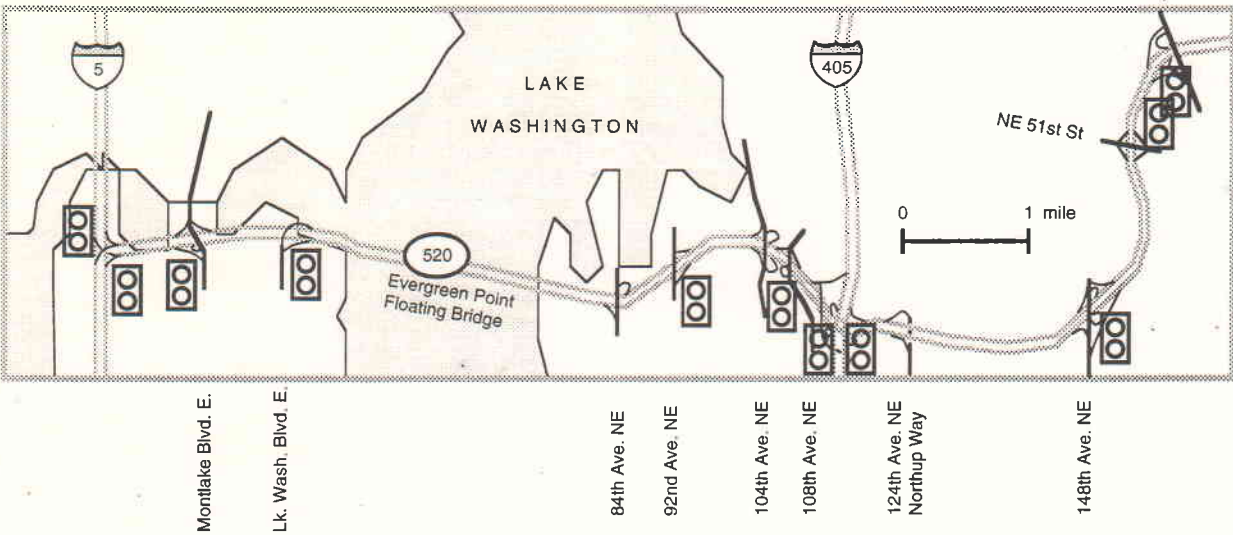 5
405
LAKE
WASHINGTON
NE 51st St
0 1 mile
520
Evergreen Point
Floating Bridge
Montlake Blvd. E.
Lk. Wash. Blvd. E.
84th Ave. NE
92nd Ave. NE
104th Ave. NE
108th Ave. NE
124th Ave. NE
Northup Way
148th Ave. NE